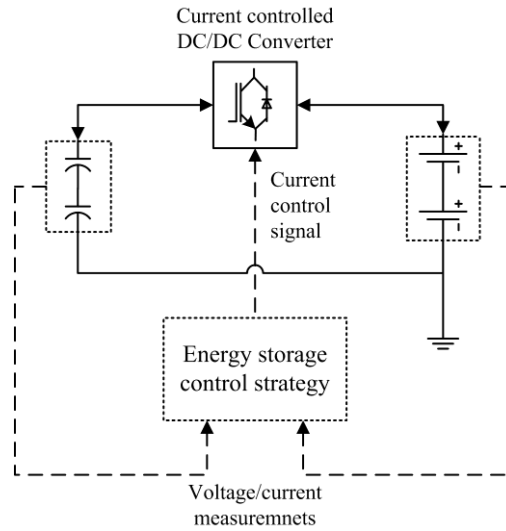 Current controlled
DC/DC Converter
+
+
Current
control
signal
Energy storage
control strategy
Voltage/current
measuremnets